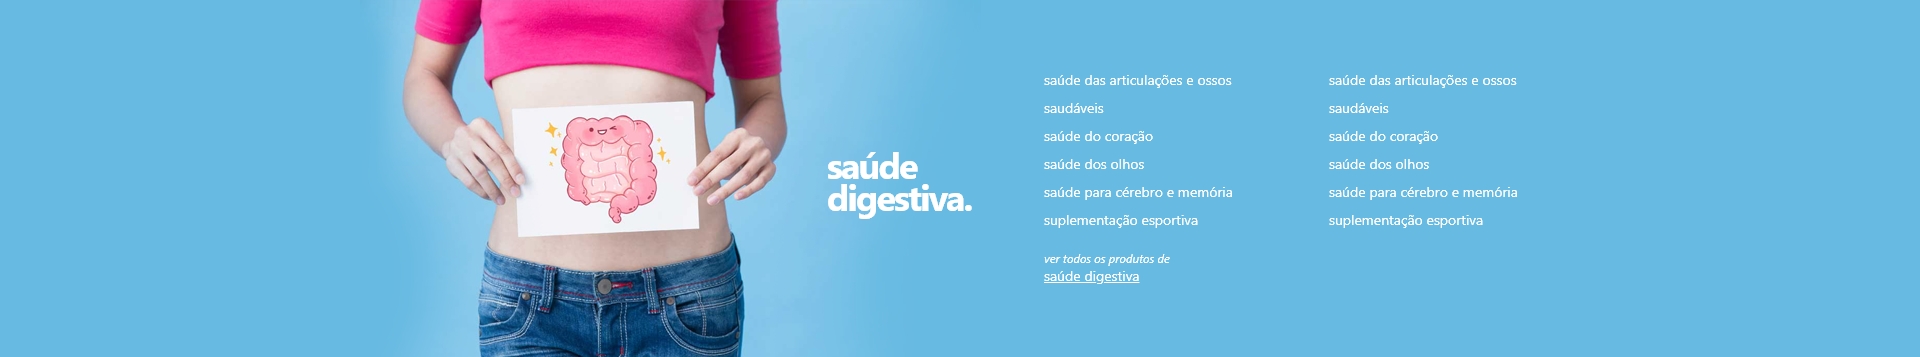 saúde
digestiva.
saúde das articulações e ossos
saudáveis
saúde do coração
saúde dos olhos
saúde para cérebro e memória
suplementação esportiva
ver todos os produtos de
saúde digestiva
saúde das articulações e ossos
saudáveis
saúde do coração
saúde dos olhos
saúde para cérebro e memória
suplementação esportiva